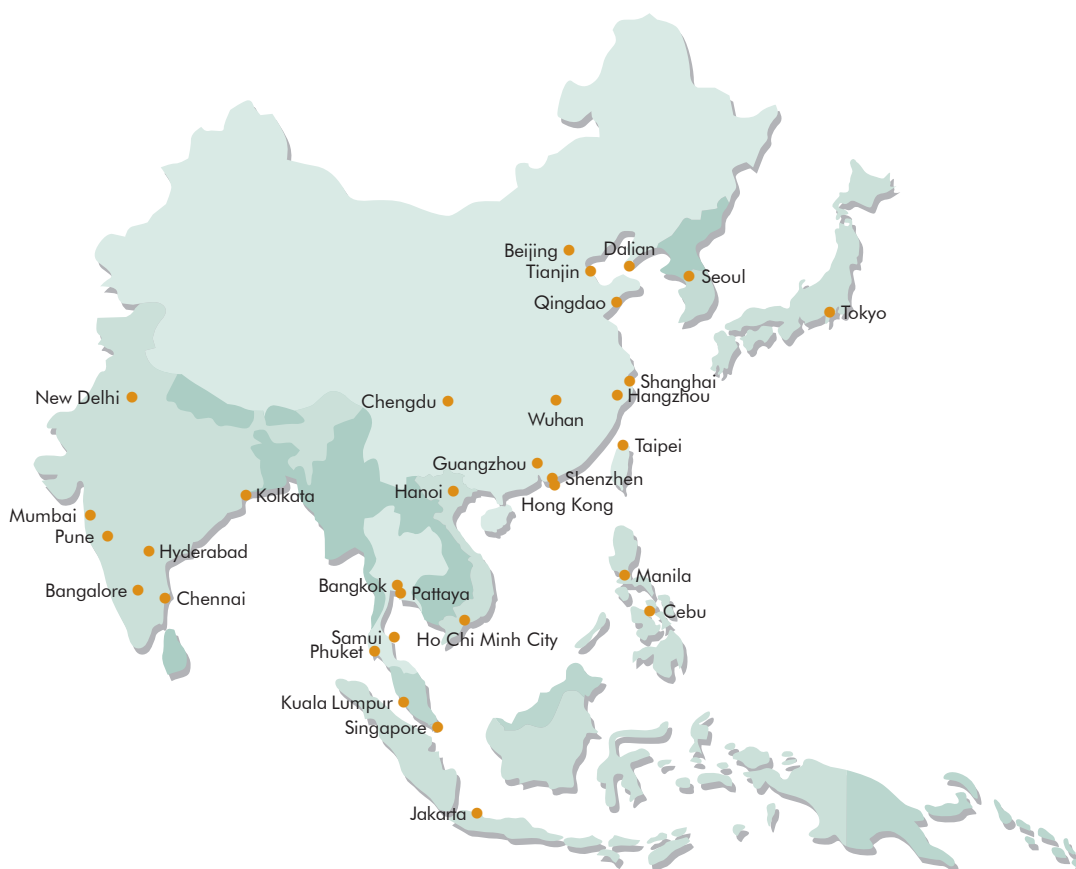 Beijing
Dalian
Tianjin
Seoul
Qingdao
Tokyo
Shanghai
Hangzhou
New Delhi
Chengdu
Wuhan
Taipei
Guangzhou
Shenzhen
Hanoi
Kolkata
Hong Kong
Mumbai
Pune
Hyderabad
Manila
Bangkok
Bangalore
Pattaya
Chennai
Cebu
Samui
Ho Chi Minh City
Phuket
Kuala Lumpur
Singapore
Jakarta